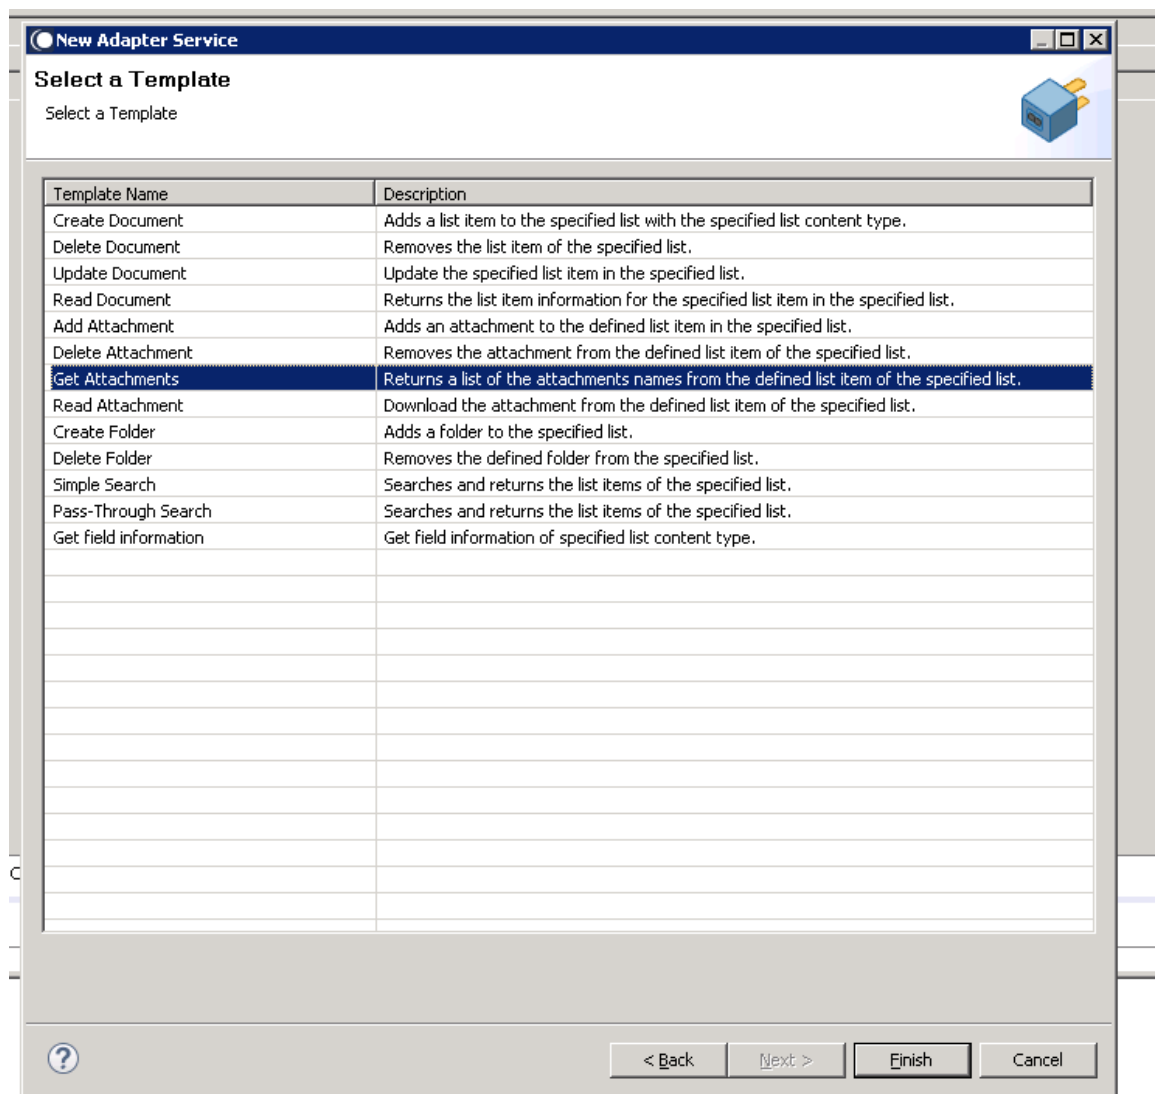 New Adapter Service
Select a Template
Select a Template
Template Name Description
Create Document Adds a list item to the specified list with the specified list content type.
Delete Document Removes the list item of the specified list.
Update Document Update the specified list item in the specified list.
Read Document Returns the list item information for the specified list item in the specified list.
Add Attachment Adds an attachment to the defined list item in the specified list.
Delete Attachment Removes the attachment from the defined list item of the specified list.
Get Attachments Returns a list of the attachments names from the defined list item of the specified list.
Read Attachment Download the attachment from the defined list item of the specified list.
Create Folder Adds a folder to the specified list.
Delete Folder Removes the defined folder from the specified list.
Simple Search Searches and returns the list items of the specified list.
Pass-Through Search Searches and returns the list items of the specified list.
Get field information Get field information of specified list content type.
? < Back Next > Finish Cancel